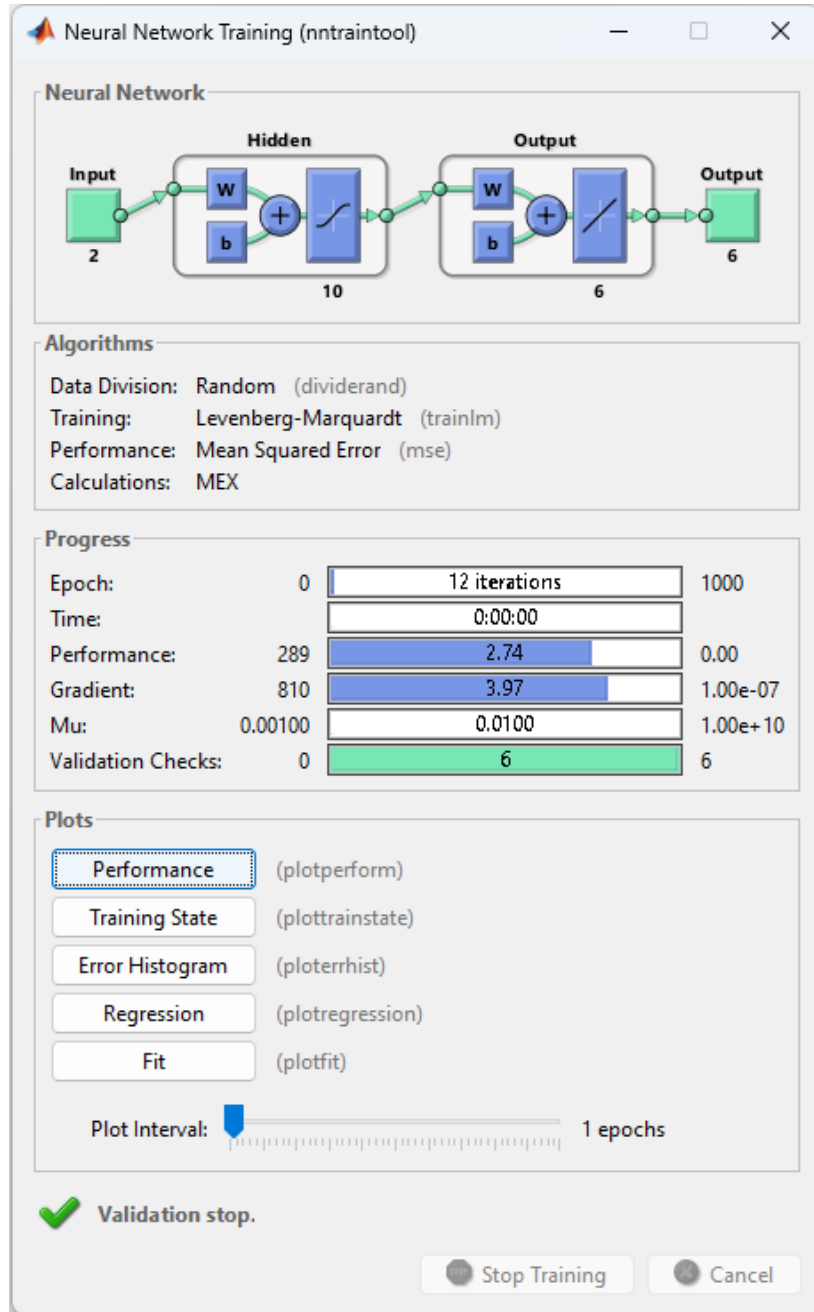 Neural Network Training (nntraintool)
Neural Network
Hidden
Output
Input
Output
W
b
+
W
b
+
2
10
6
6
Algorithms
Data Division: Random (dividerand)
Training: Levenberg-Marquardt (trainlm)
Performance: Mean Squared Error (mse)
Calculations: MEX
Progress
Epoch: 0 12 iterations 1000
Time: 0:00:00
Performance: 289 2.74 0.00
Gradient: 810 3.97 1.00e-07
Mu: 0.00100 0.0100 1.00e+10
Validation Checks: 0 6 6
Plots
Performance (plotperform)
Training State (plottrainstate)
Error Histogram (ploterrhist)
Regression (plotregression)
Fit (plotfit)
Plot Interval: 1 epochs
Validation stop.
Stop Training Cancel